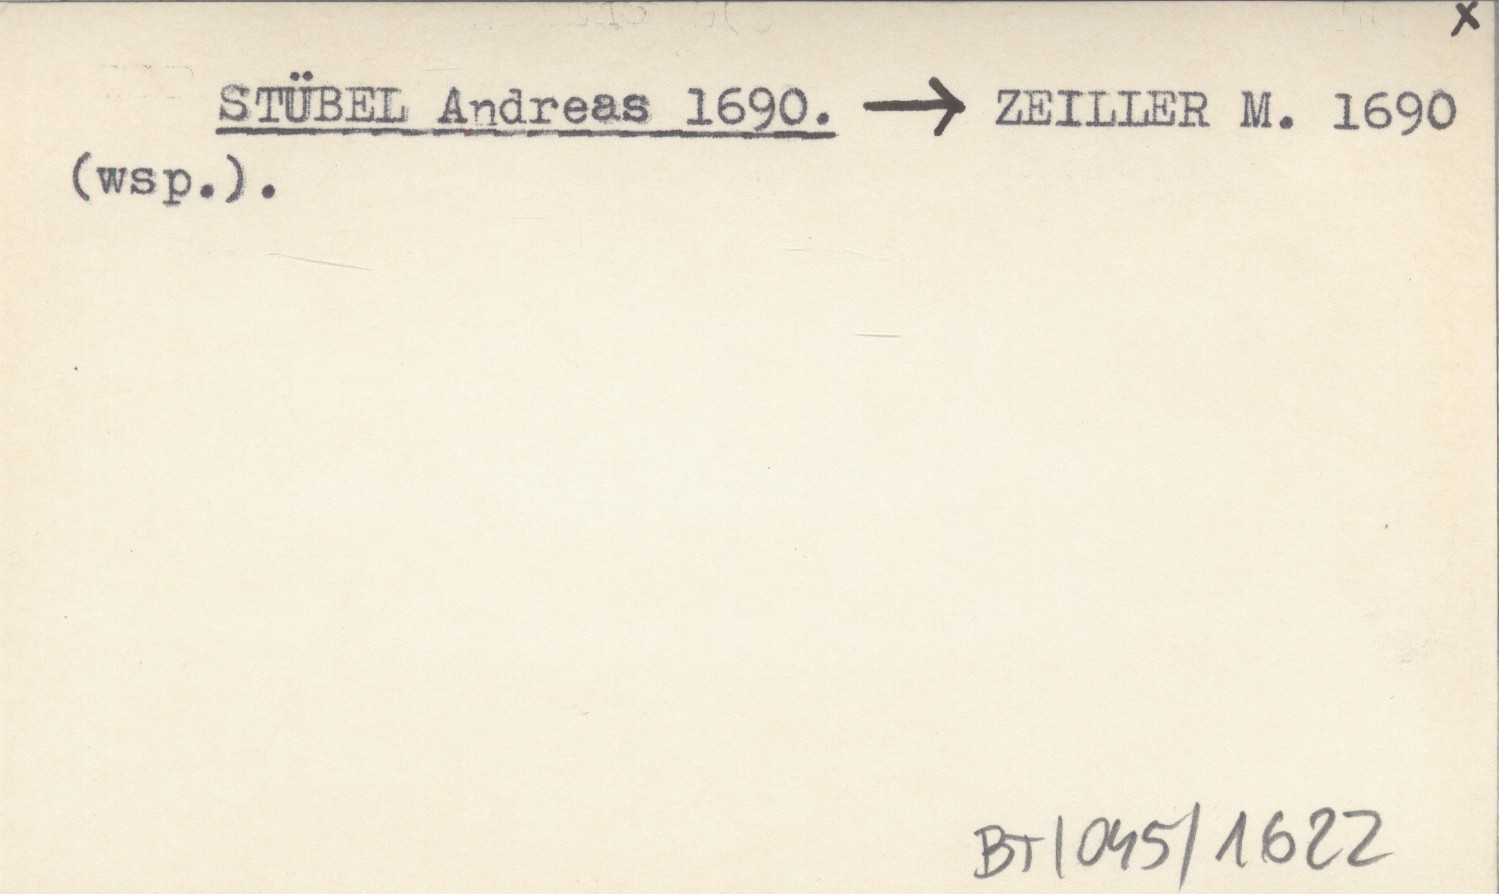 x
STÜBEL Andreas 1690. → ZEILLER M. 1690
(wsp.).
BT/045/1622